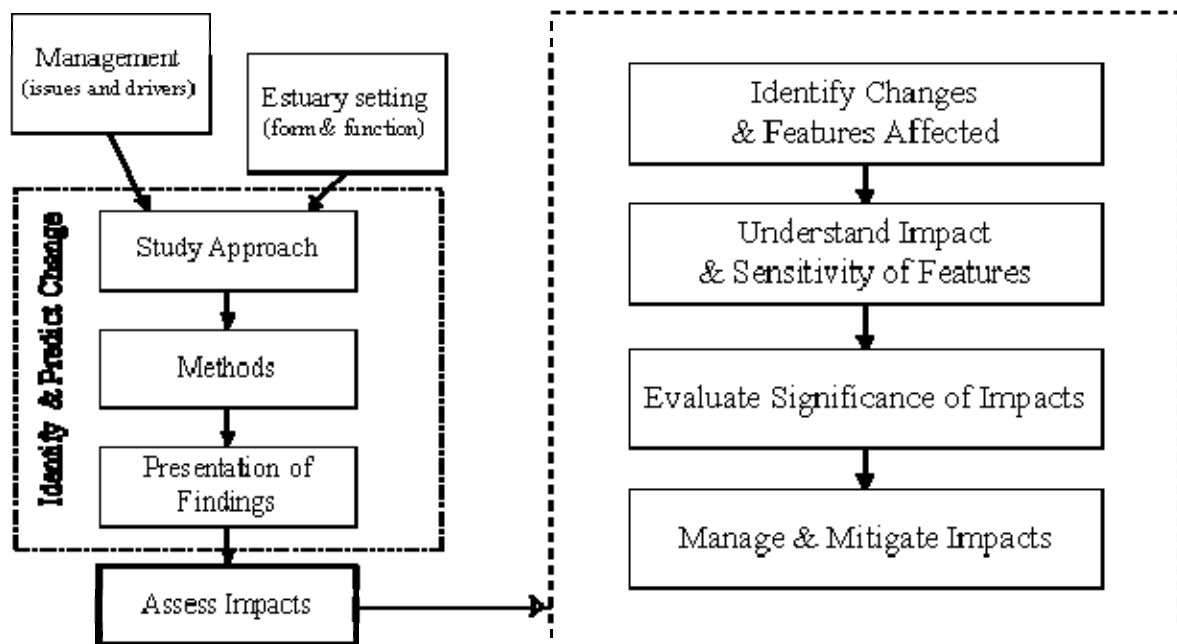 Management
(issues and drivers)
Estuary setting
(form & function)
Identify & Predict Change
Study Approach
Methods
Presentation of
Findings
Assess Impacts
Identify Changes
& Features Affected
Understand Impact
& Sensitivity of Features
Evaluate Significance of Impacts
Manage & Mitigate Impacts